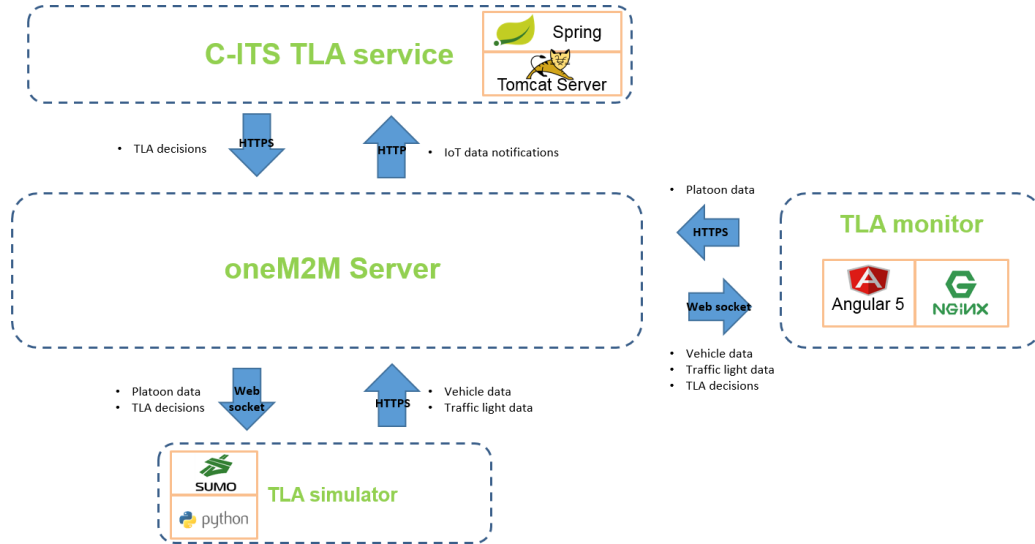 C-ITS TLA service
Spring
Tomcat Server
• TLA decisions
HTTPS
HTTP
• IoT data notifications
oneM2M Server
• Platoon data
HTTPS
Web socket
• Vehicle data
• Traffic light data
• TLA decisions
TLA monitor
Angular 5
NGiNX
• Platoon data
• TLA decisions
Web
socket
HTTPS
• Vehicle data
• Traffic light data
SUMO
python
TLA simulator